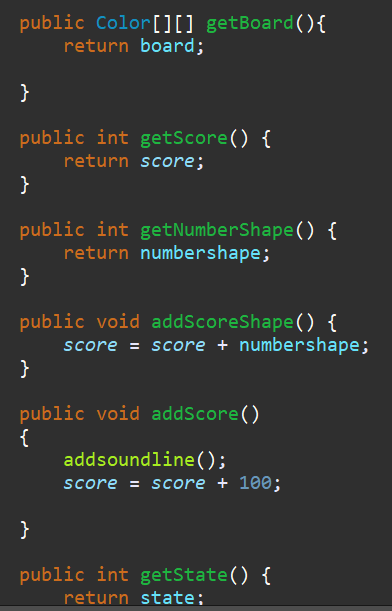 public Color[][] getBoard(){
    return board;

}

public int getScore() {
    return score;
}

public int getNumberShape() {
    return numbershape;
}

public void addScoreShape() {
    score = score + numbershape;
}

public void addScore()
{
    addsoundline();
    score = score + 100;

}

public int getState() {
    return state;